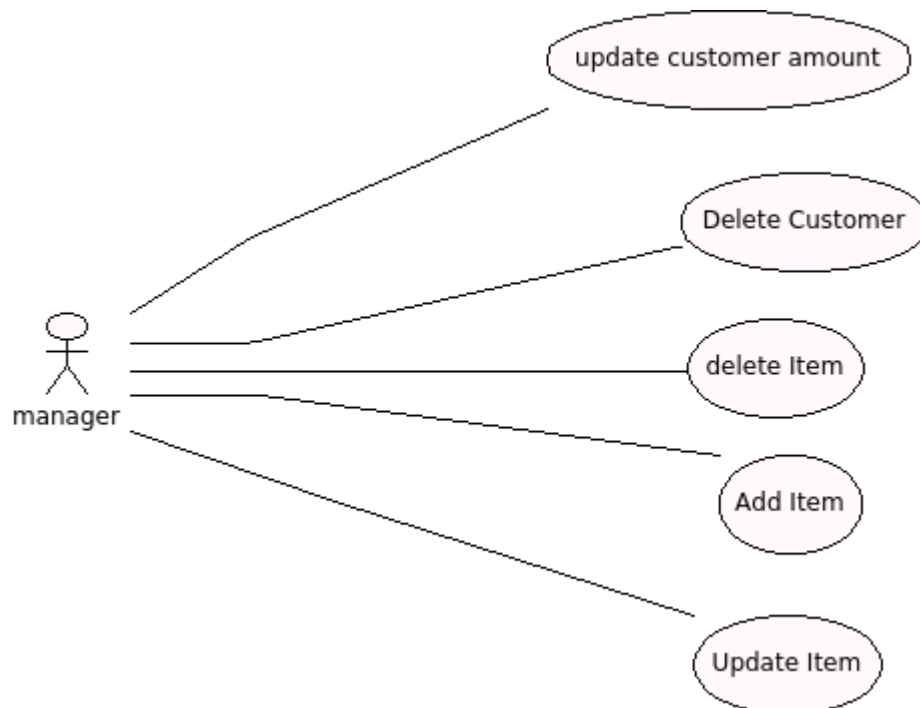 update customer amount
Delete Customer
delete Item
manager
Add Item
Update Item